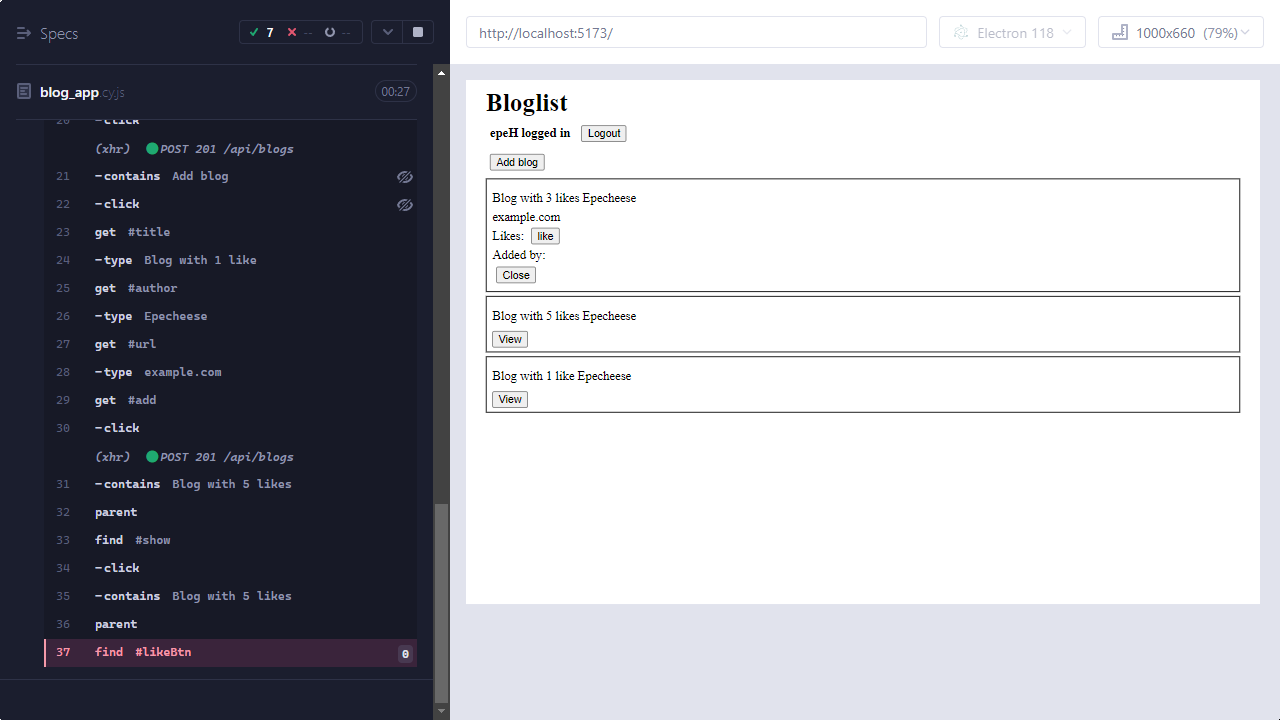 Specs
7 -- --
blog_app.cy.js
00:27
20 -click
(xhr) POST 201 /api/blogs
21 -contains Add blog
22 -click
23 get #title
24 -type Blog with 1 like
25 get #author
26 -type Epecheese
27 get #url
28 -type example.com
29 get #add
30 -click
(xhr) POST 201 /api/blogs
31 -contains Blog with 5 likes
32 parent
33 find #show
34 -click
35 -contains Blog with 5 likes
36 parent
37 find #likeBtn 0
http://localhost:5173/
Electron 118
1000x660 (79%)
Bloglist
epeH logged in Logout
Add blog
Blog with 3 likes Epecheese
example.com
Likes: like
Added by:
Close
Blog with 5 likes Epecheese
View
Blog with 1 like Epecheese
View